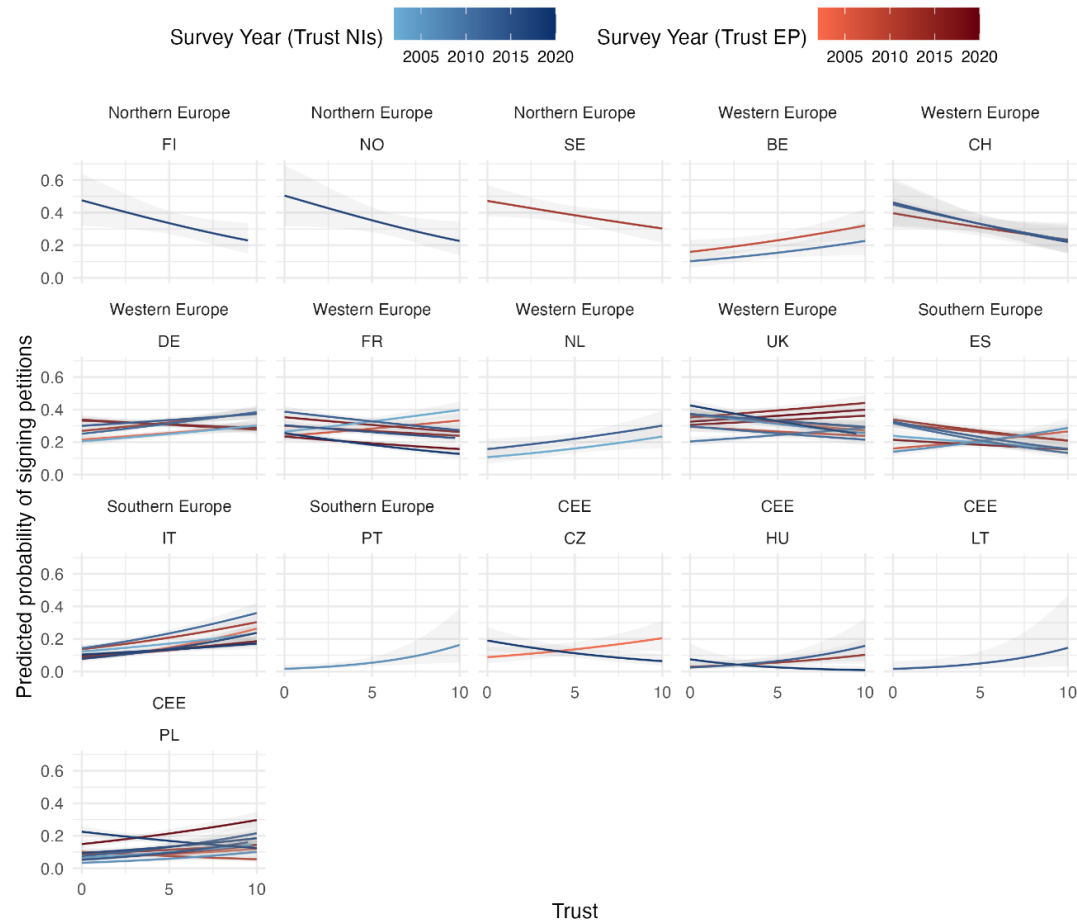 Survey Year (Trust NIs)
2005 2010 2015 2020
Survey Year (Trust EP)
2005 2010 2015 2020
Predicted probability of signing petitions
Northern Europe Northern Europe Northern Europe Western Europe Western Europe
FI NO SE BE CH
0.6
0.4
0.2
0.0
Western Europe Western Europe Western Europe Western Europe Southern Europe
DE FR NL UK ES
0.6
0.4
0.2
0.0
Southern Europe Southern Europe CEE CEE CEE
IT PT CZ HU LT
0.6
0.4
0.2
0.0
0 5 10 0 5 10 0 5 10 0 5 10
CEE
PL
0.6
0.4
0.2
0.0
0 5 10
Trust